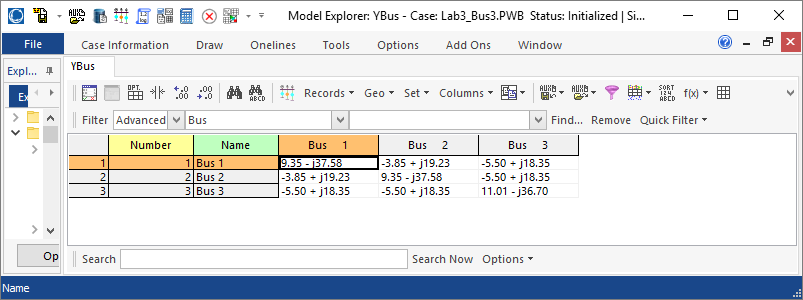 Model Explorer: YBus - Case: Lab3_Bus3.PWB Status: Initialized | Si...
File Case Information Draw Onelines Tools Options Add Ons Window
Expl...
YBus
Ex
Records Geo Set Columns AUXB AUXB SORT 124 ABED f(x)
Filter Advanced Bus Find... Remove Quick Filter
Number Name Bus 1 Bus 2 Bus 3
1 1 Bus 1 9.35 - j37.58 -3.85 + j19.23 -5.50 + j18.35
2 2 Bus 2 -3.85 + j19.23 9.35 - j37.58 -5.50 + j18.35
3 3 Bus 3 -5.50 + j18.35 -5.50 + j18.35 11.01 - j36.70
Op
Search Search Now Options
Name